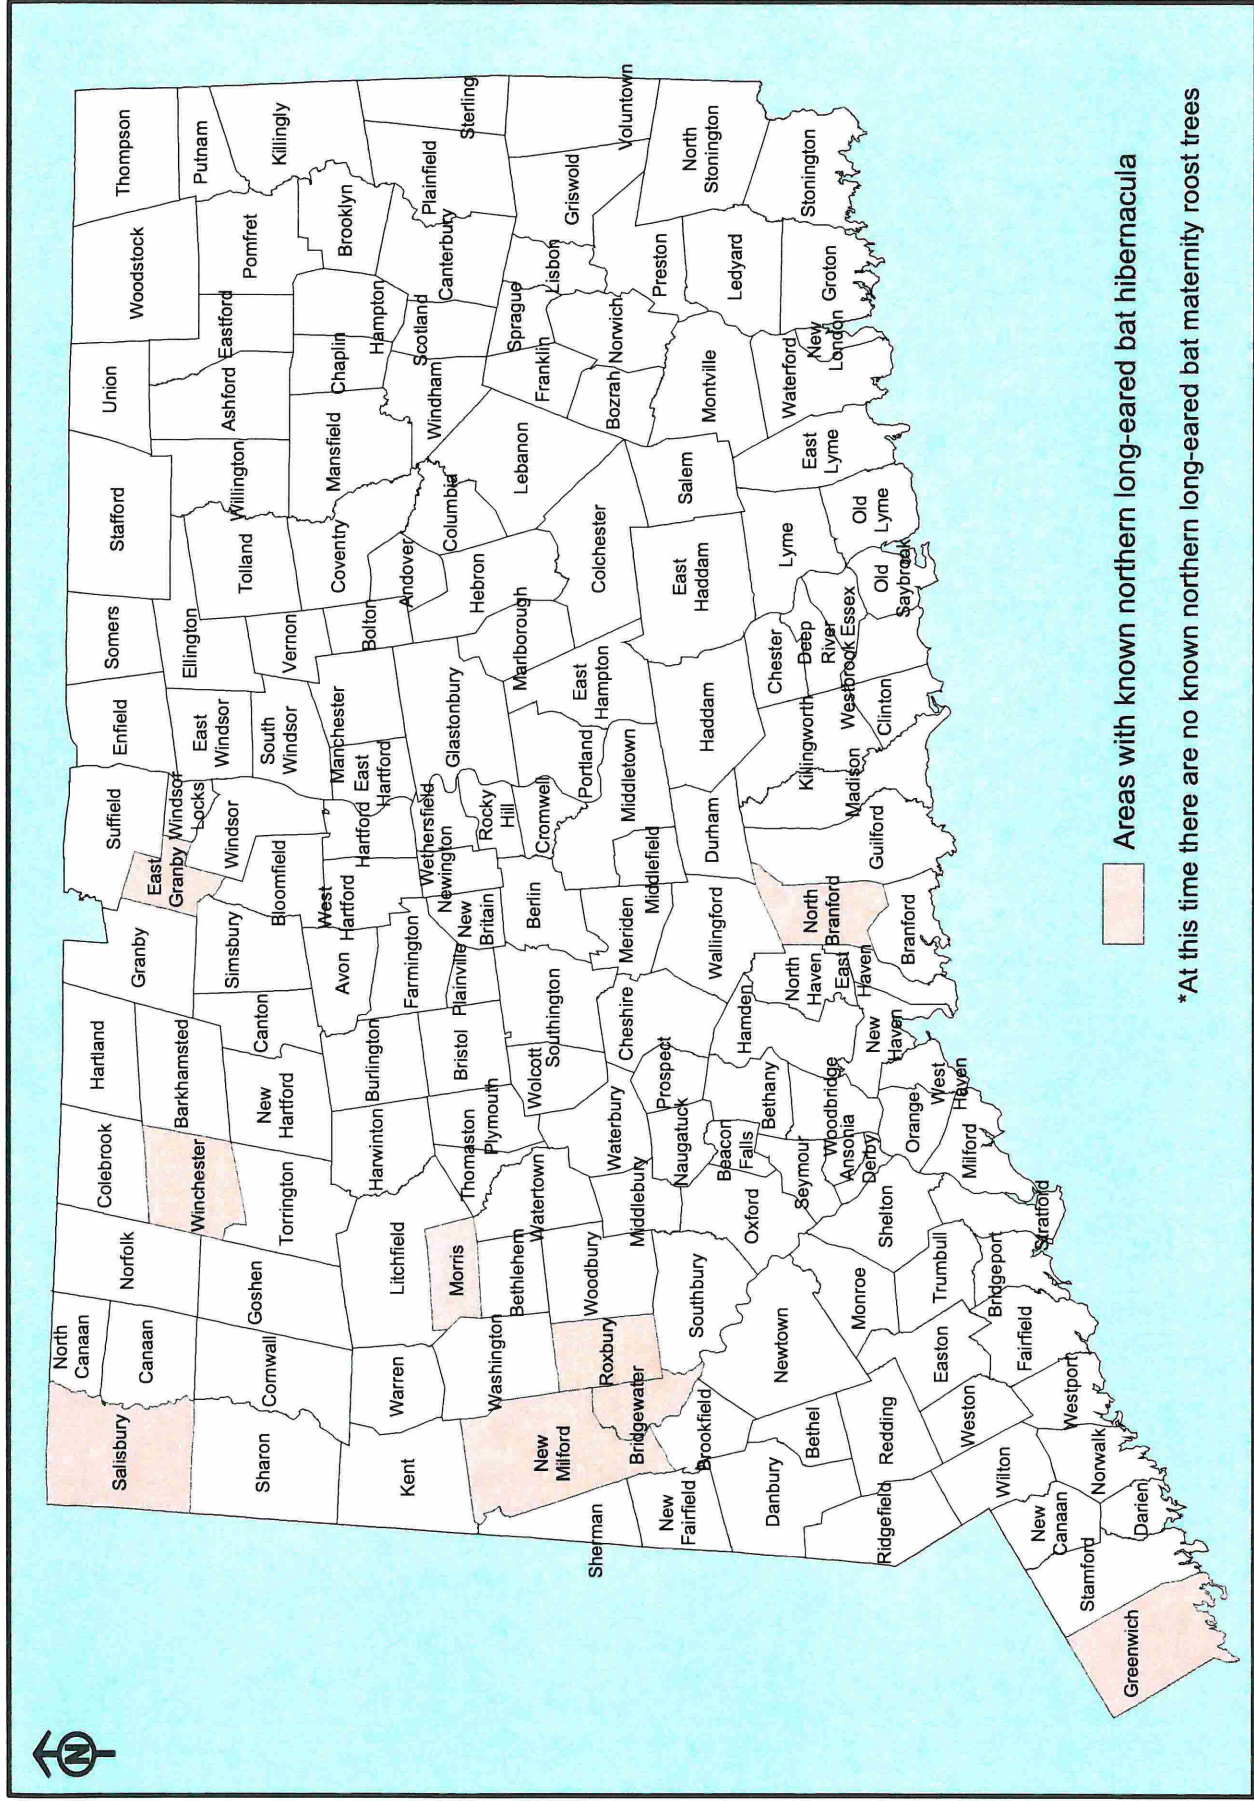 N
North
Canaan
Salisbury
Canaan
Norfolk
Colebrook
Hartland
Granby
Suffield
East
Granby
Windsor
Locks
Enfield
Somers
Stafford
Union
Woodstock
Thompson
Winchester
Barkhamsted
Simsbury
Windsor
East
Windsor
Ellington
Tolland
Willington
Ashford
Eastford
Pomfret
Putnam
Killingly
Sharon
Cornwall
Goshen
Torrington
New
Hartford
Canton
Bloomfield
South
Windsor
Vernon
Coventry
Mansfield
Chaplin
Hampton
Brooklyn
Kent
Warren
Litchfield
Harwinton
Burlington
Avon
West
Hartford
Hartford
East
Hartford
Manchester
Bolton
Andover
Columbia
Windham
Scotland
Canterbury
Plainfield
Sterling
Morris
Thomaston
Plymouth
Bristol
Farmington
Plainville
New
Britain
Newington
Wethersfield
Rocky
Hill
Glastonbury
Hebron
Marlborough
Lebanon
Franklin
Sprague
Lisbon
Griswold
Voluntown
New
Milford
Washington
Bethlehem
Watertown
Wolcott
Southington
Berlin
Cromwell
Portland
East
Hampton
Colchester
Bozrah
Norwich
Preston
North
Stonington
Sherman
Bridgewater
Roxbury
Woodbury
Middlebury
Waterbury
Cheshire
Meriden
Middlefield
Middletown
Haddam
East
Haddam
Salem
Montville
Ledyard
Stonington
New
Fairfield
Brookfield
Southbury
Naugatuck
Prospect
Wallingford
Durham
Danbury
Bethel
Newtown
Oxford
Beacon
Falls
Bethany
Hamden
North
Haven
North
Branford
Killingworth
Chester
Deep
River
Essex
Lyme
East
Lyme
Waterford
New
London
Groton
Ridgefield
Redding
Monroe
Seymour
Ansonia
Derby
Woodbridge
New
Haven
East
Haven
Branford
Guilford
Madison
Clinton
Westbrook
Old
Saybrook
Old
Lyme
Wilton
Weston
Easton
Trumbull
Shelton
Orange
West
Haven
Milford
Stratford
Bridgeport
Fairfield
Westport
Norwalk
New
Canaan
Darien
Stamford
Greenwich
Areas with known northern long-eared bat hibernacula
*At this time there are no known northern long-eared bat maternity roost trees